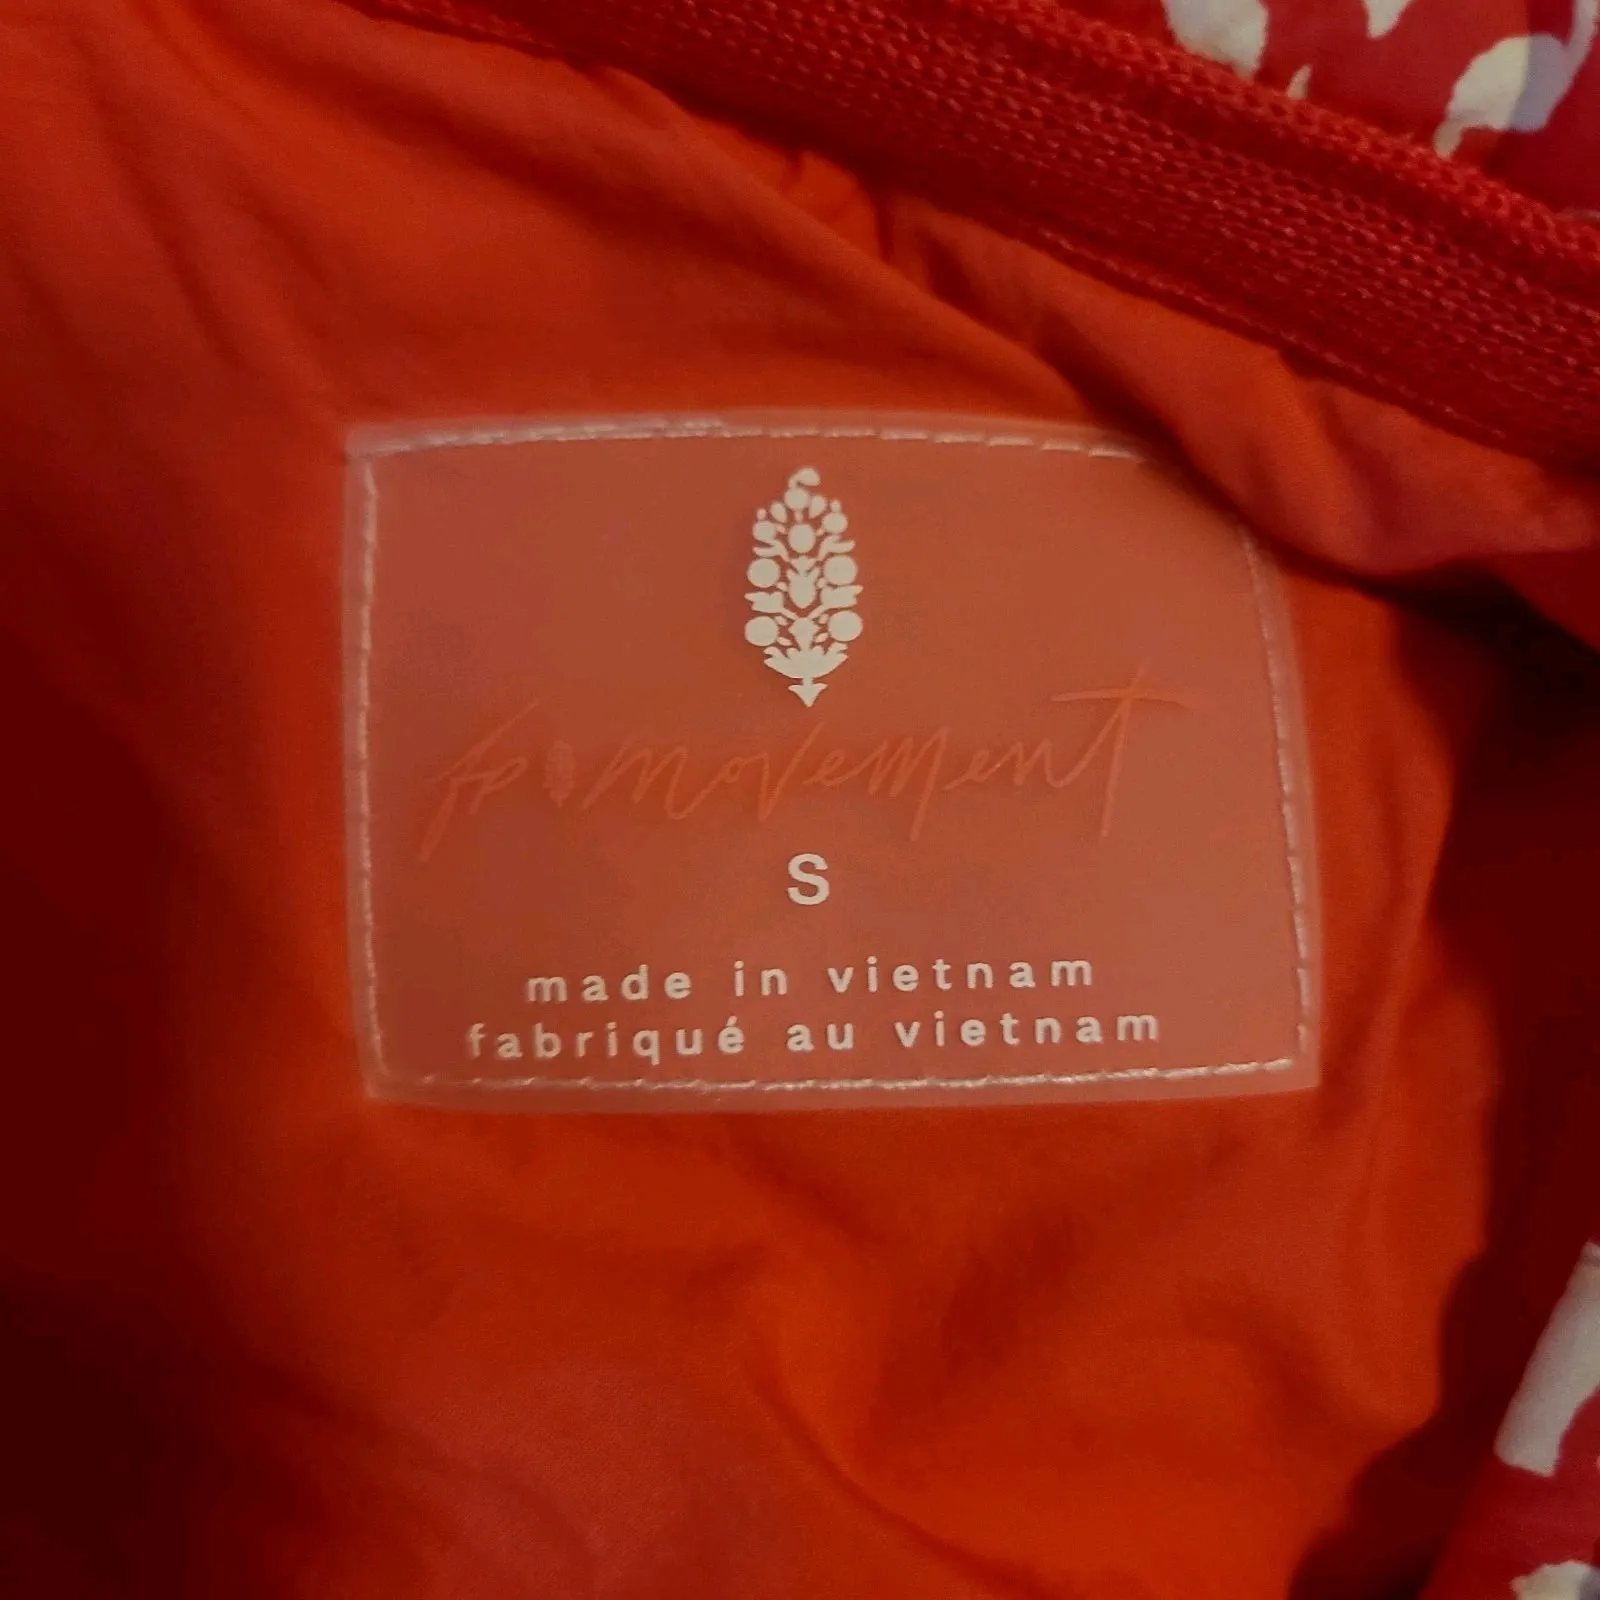 fp movement
S
made in vietnam
fabriqué au vietnam